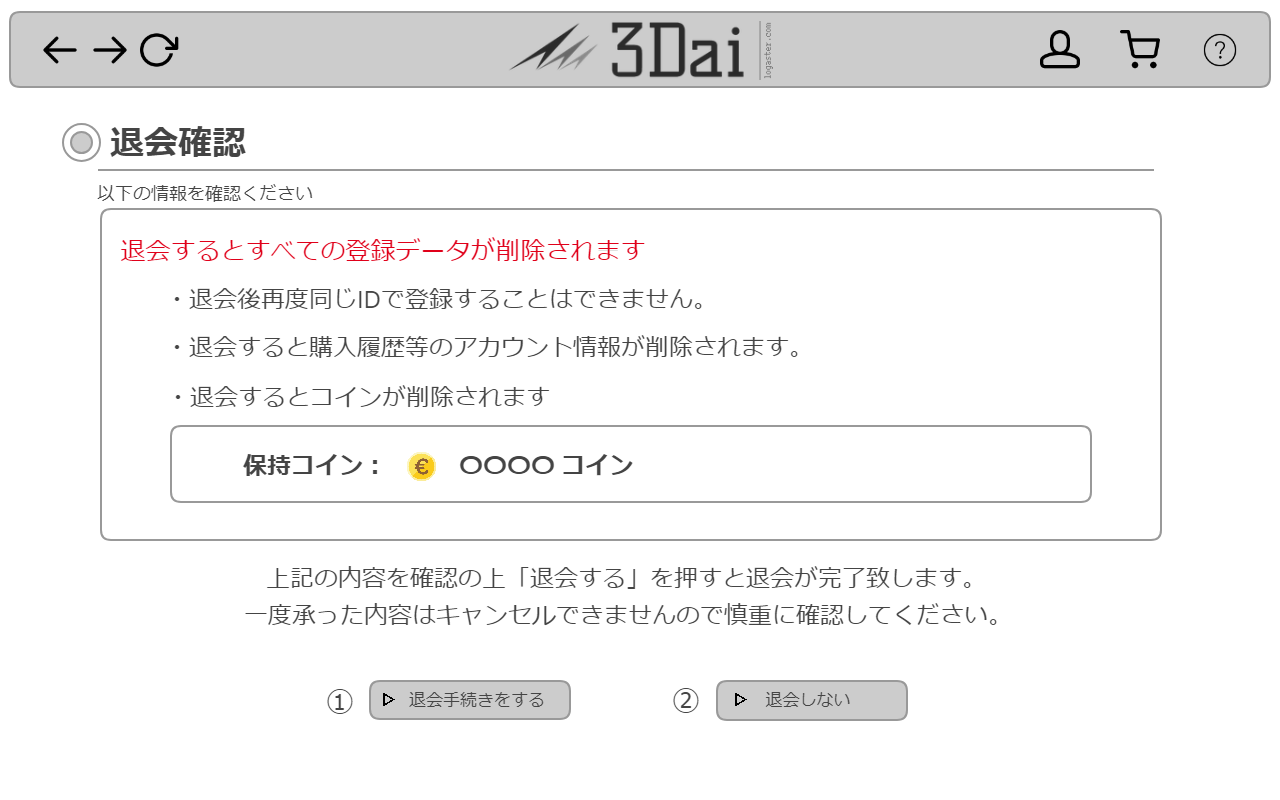 3Dai
logaster.com
?
退会確認
以下の情報を確認ください
退会するとすべての登録データが削除されます
・退会後再度同じIDで登録することはできません。
・退会すると購入履歴等のアカウント情報が削除されます。
・退会するとコインが削除されます
保持コイン： € 〇〇〇〇 コイン
上記の内容を確認の上「退会する」を押すと退会が完了致します。
一度承った内容はキャンセルできませんので慎重に確認してください。
① 退会手続きをする ② 退会しない